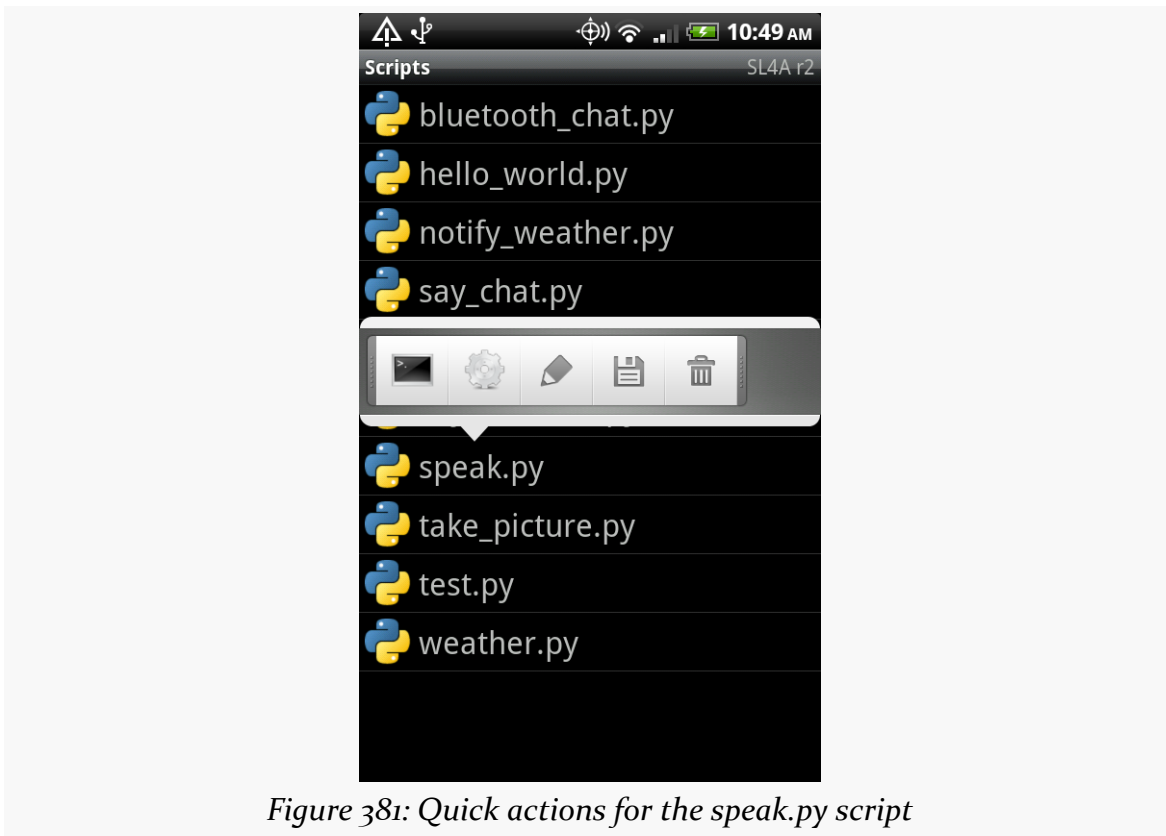 10:49 AM
Scripts SL4A r2
bluetooth_chat.py
hello_world.py
notify_weather.py
say_chat.py
speak.py
take_picture.py
test.py
weather.py
Figure 381: Quick actions for the speak.py script